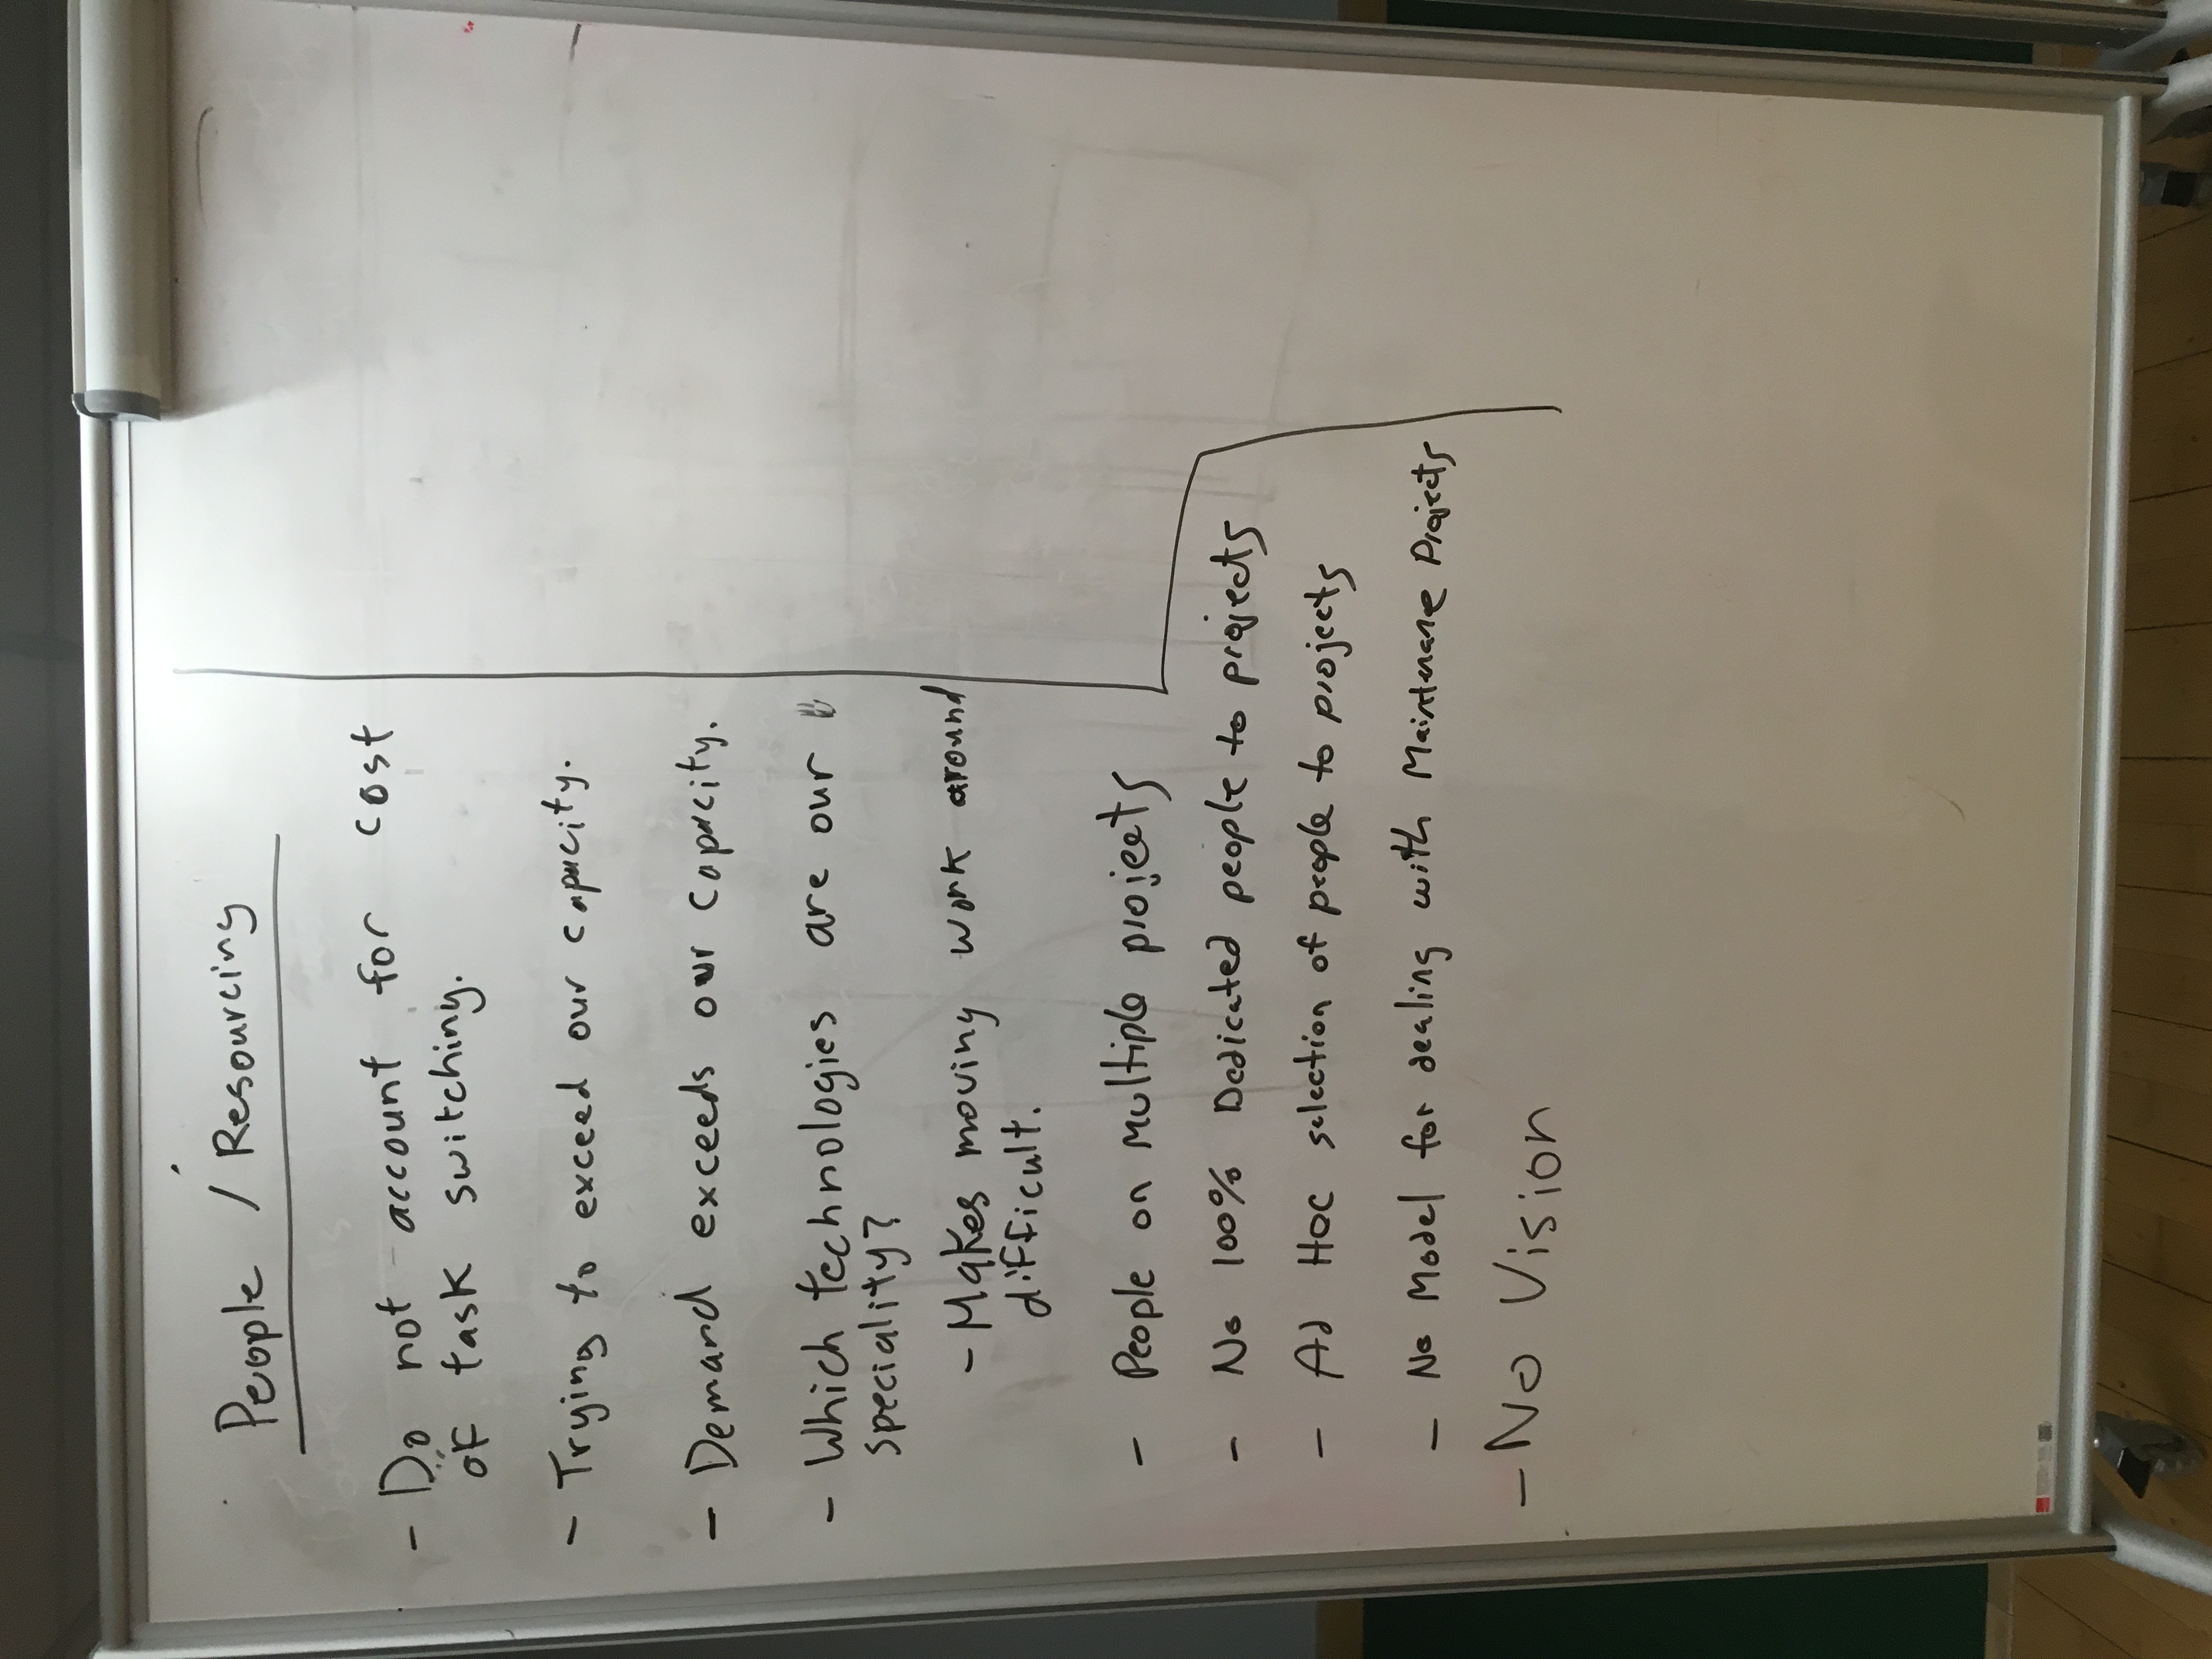 People / Resourcing
- Do not account for cost
of task switching.
- Trying to exceed our capacity.
- Demand exceeds our capacity.
- Which technologies are our
speciality?
- Makes moving work around
difficult.
- People on Multiple projects
- No 100% Dedicated people to projects
- Ad Hoc selection of people to projects
- No Model for dealing with Maintenance Projects
- No Vision